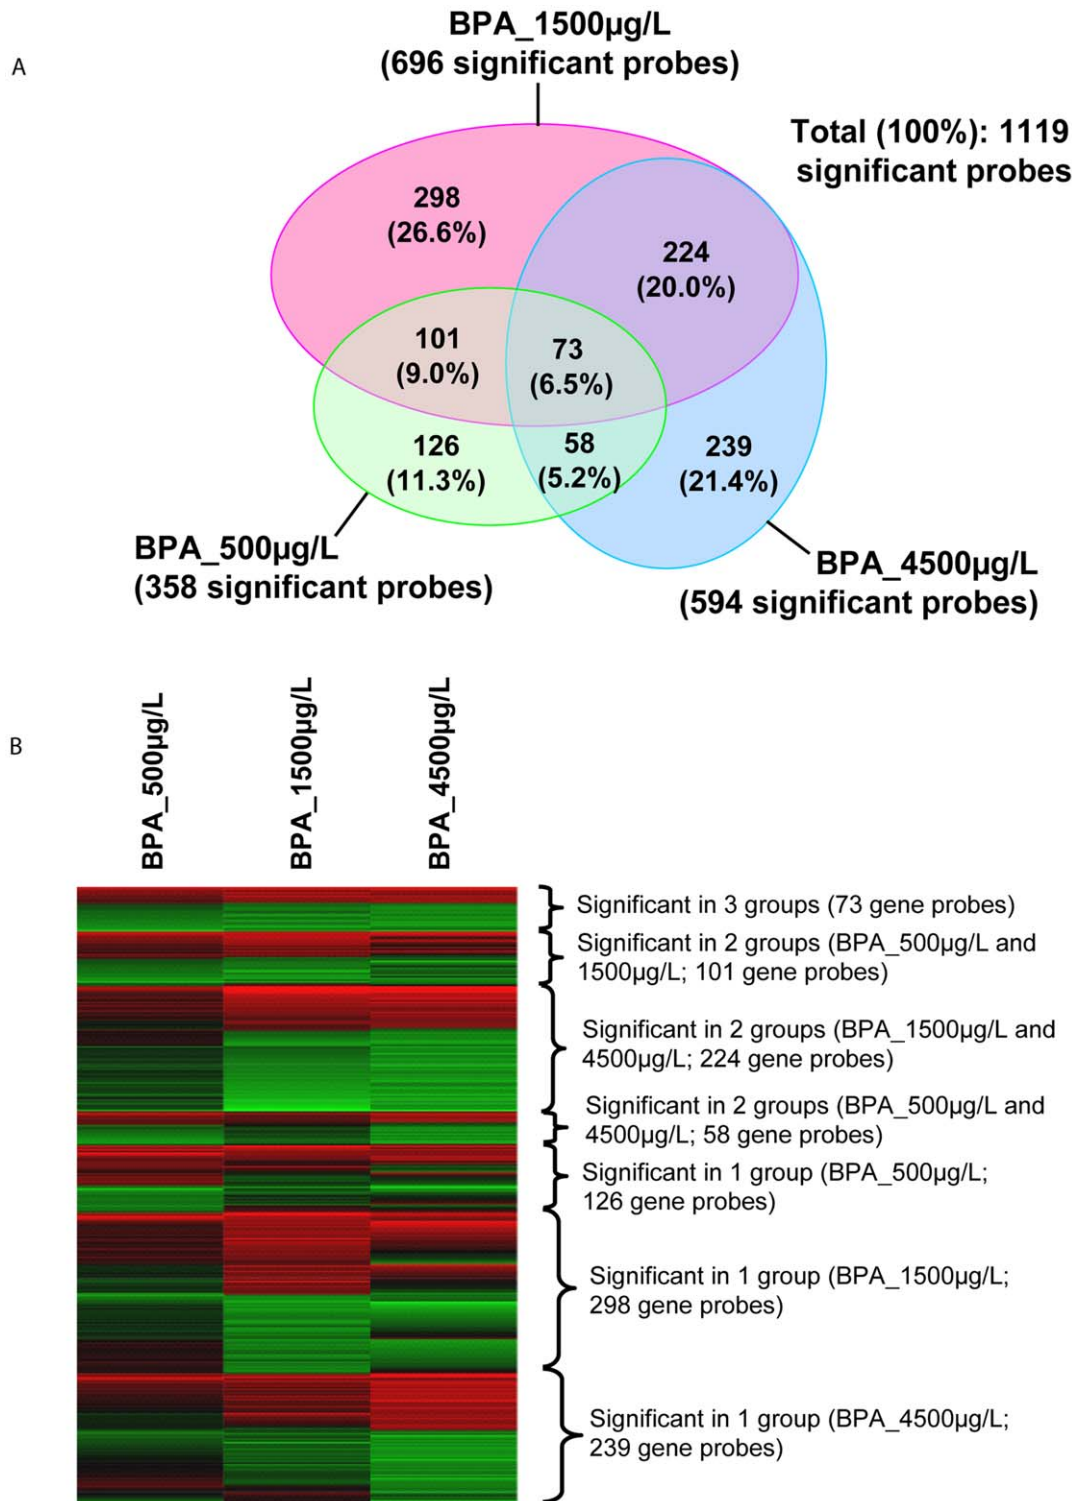 A
BPA_1500µg/L
(696 significant probes)
Total (100%): 1119
significant probes
298
(26.6%)
224
(20.0%)
101
(9.0%)
73
(6.5%)
126
(11.3%)
58
(5.2%)
239
(21.4%)
BPA_500µg/L
(358 significant probes)
BPA_4500µg/L
(594 significant probes)
B
BPA_500µg/L
BPA_1500µg/L
BPA_4500µg/L
Significant in 3 groups (73 gene probes)
Significant in 2 groups (BPA_500µg/L and
1500µg/L; 101 gene probes)
Significant in 2 groups (BPA_1500µg/L and
4500µg/L; 224 gene probes)
Significant in 2 groups (BPA_500µg/L and
4500µg/L; 58 gene probes)
Significant in 1 group (BPA_500µg/L;
126 gene probes)
Significant in 1 group (BPA_1500µg/L;
298 gene probes)
Significant in 1 group (BPA_4500µg/L;
239 gene probes)